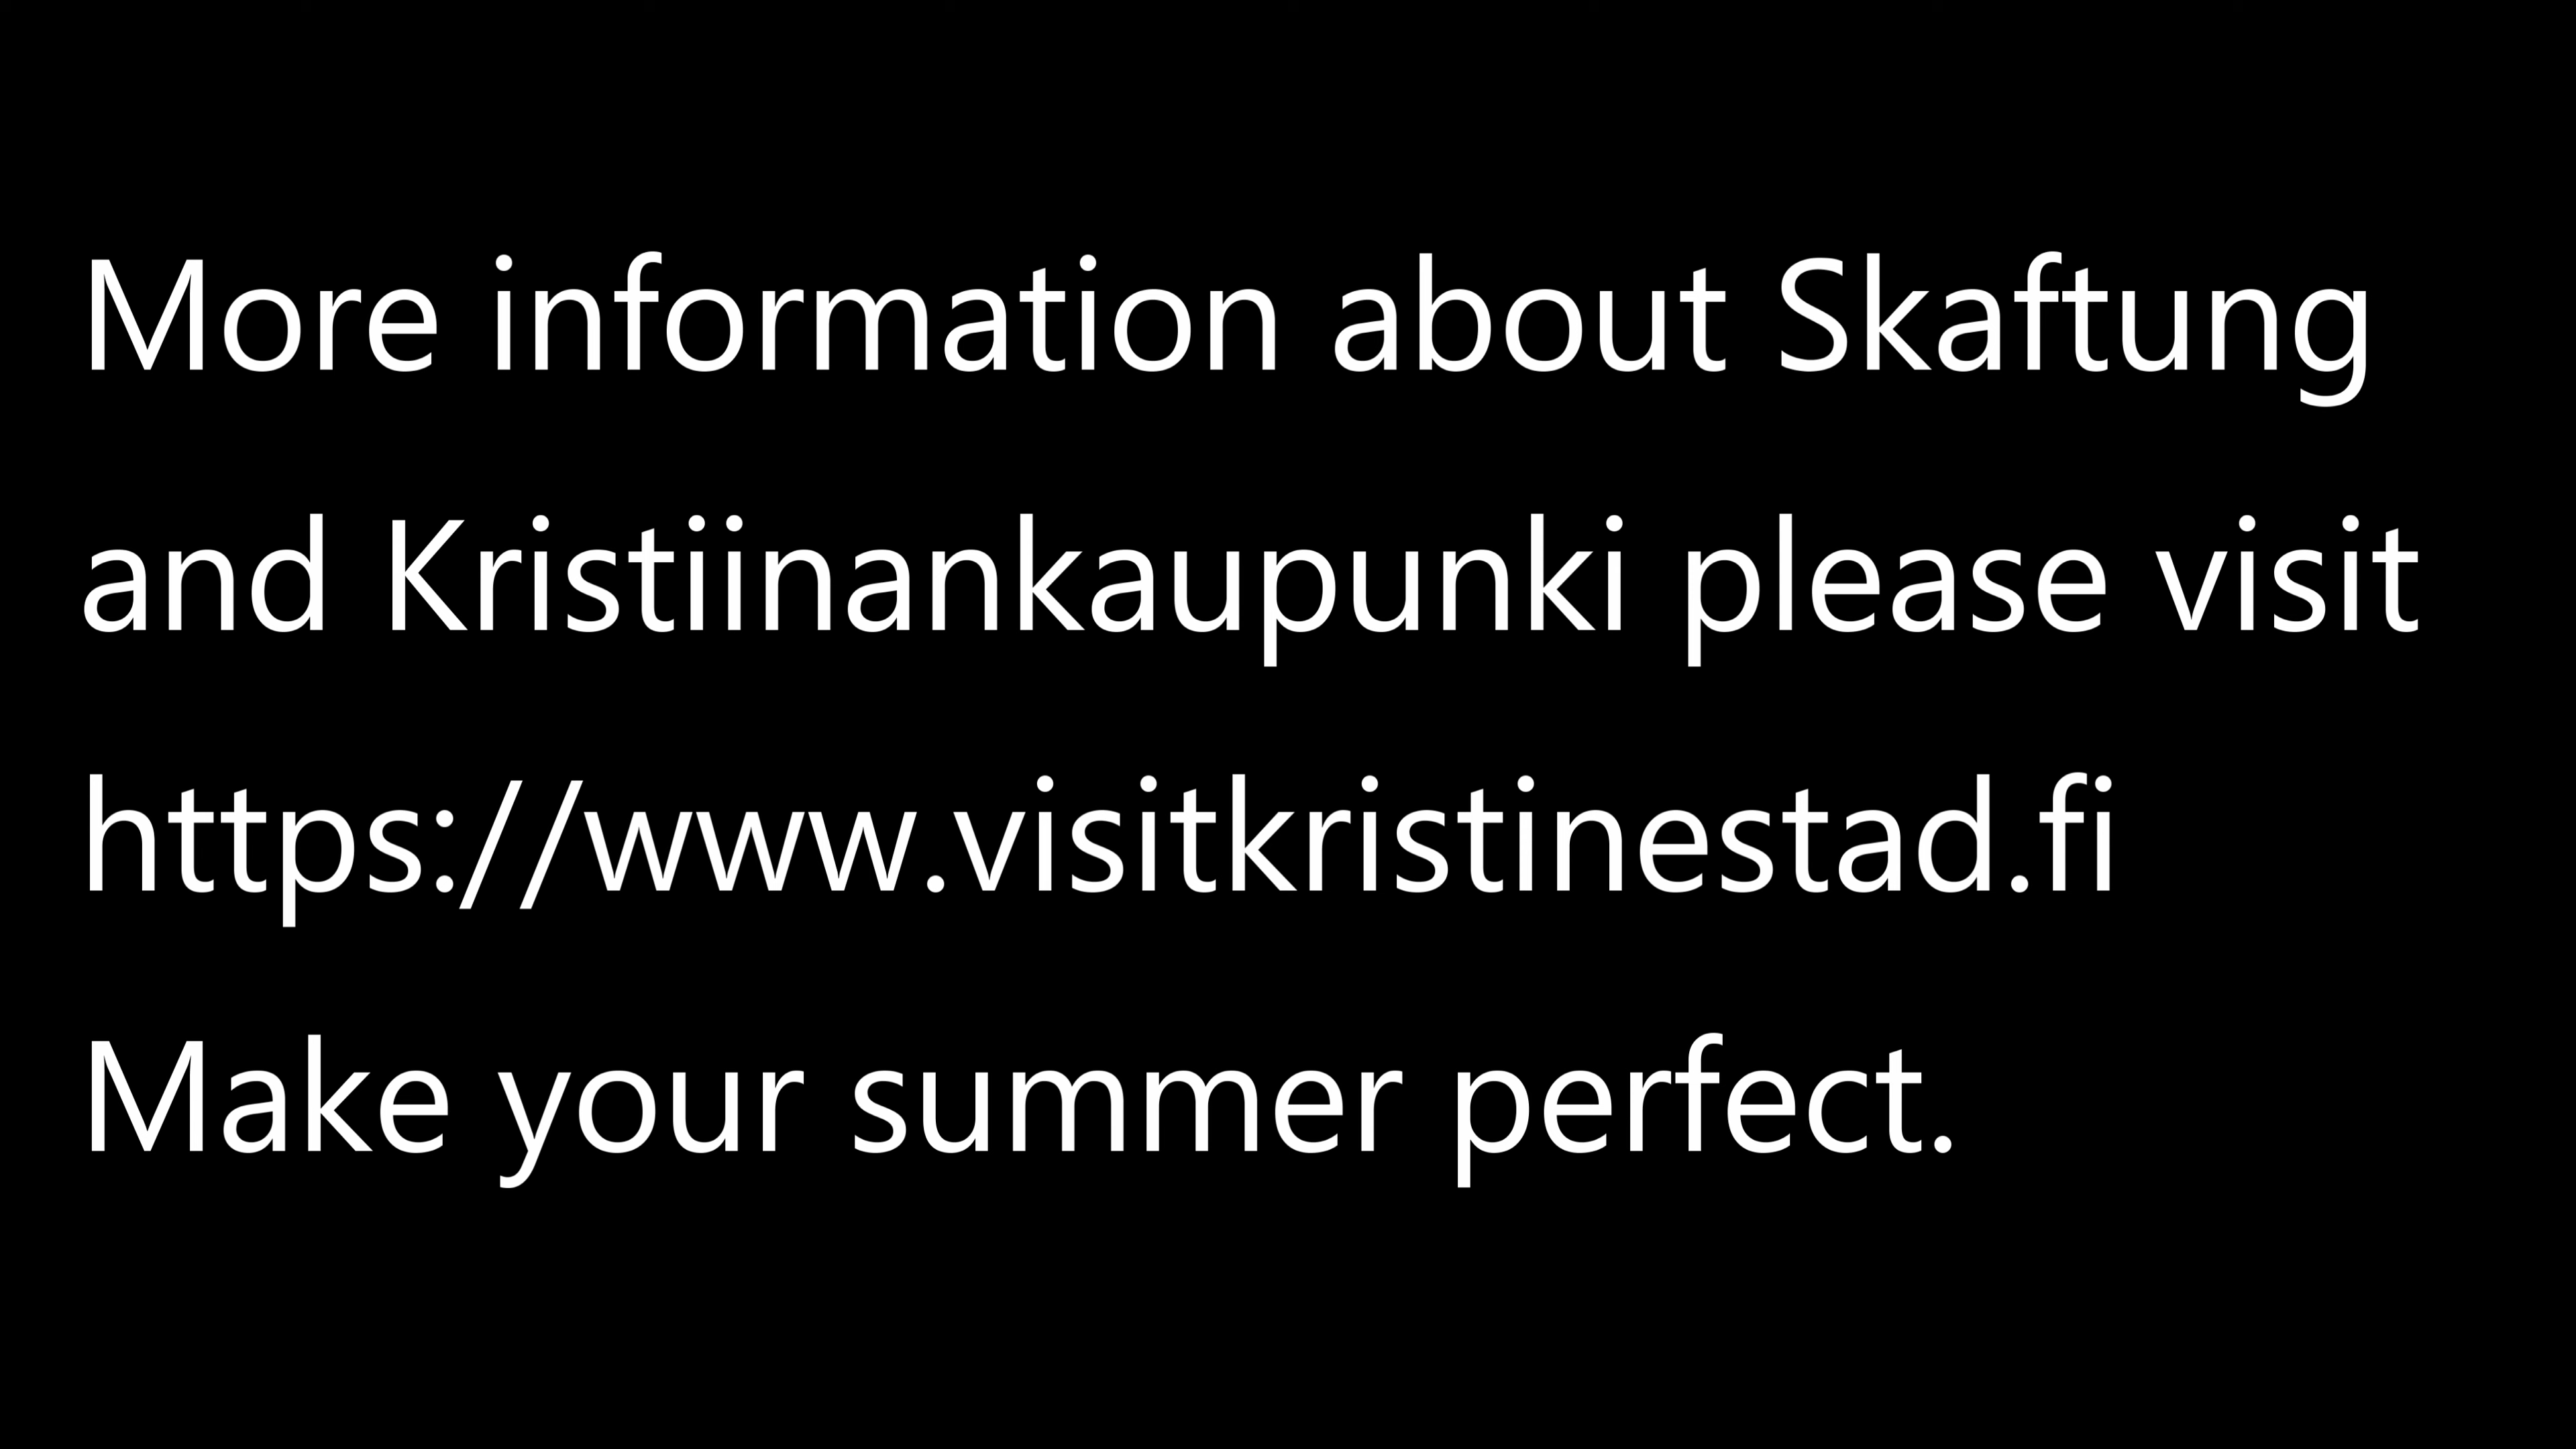 More information about Skaftung
and Kristiinankaupunki please visit
https://www.visitkristinestad.fi
Make your summer perfect.